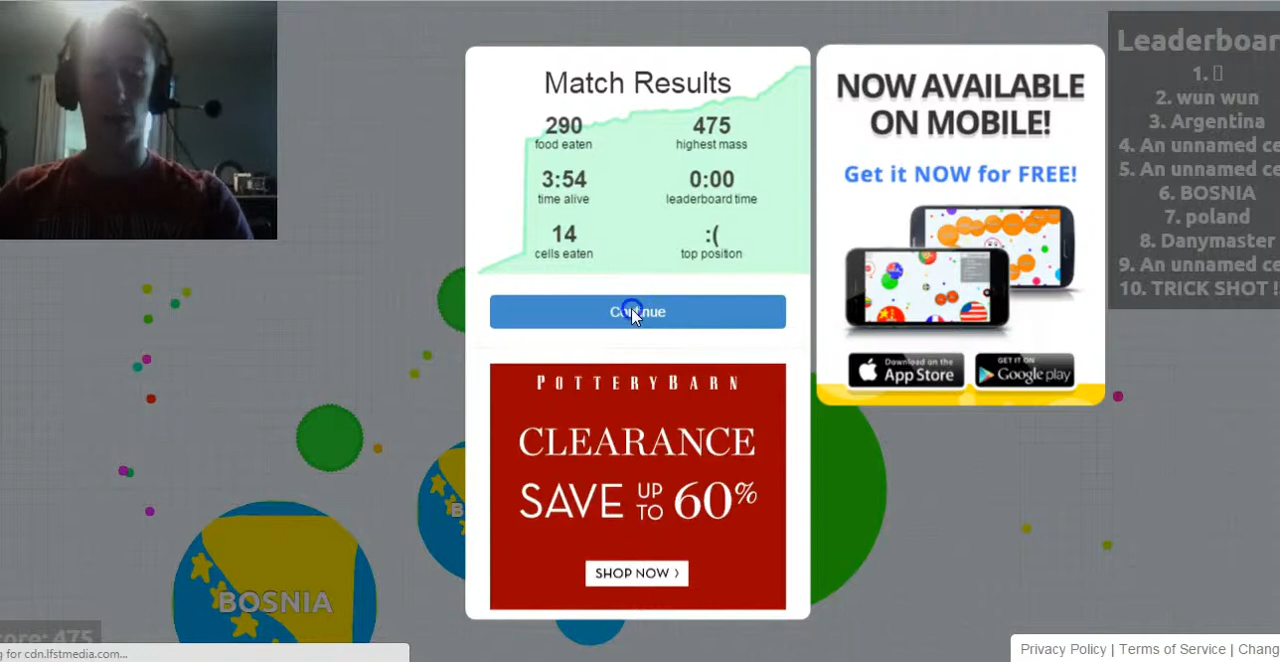 Match Results
290
food eaten
475
highest mass
3:54
time alive
0:00
leaderboard time
14
cells eaten
:(
top position
Continue
POTTERYBARN
CLEARANCE
SAVE UP TO 60%
SHOP NOW >
NOW AVAILABLE
ON MOBILE!
Get it NOW for FREE!
Download on the
App Store
GET IT ON
Google play
Leaderboar
1.
2. wun wun
3. Argentina
4. An unnamed ce
5. An unnamed ce
6. BOSNIA
7. poland
8. Danymaster
9. An unnamed ce
10. TRICK SHOT !
B
BOSNIA
core: 475
g for cdn.lfstmedia.com...
Privacy Policy | Terms of Service | Chang